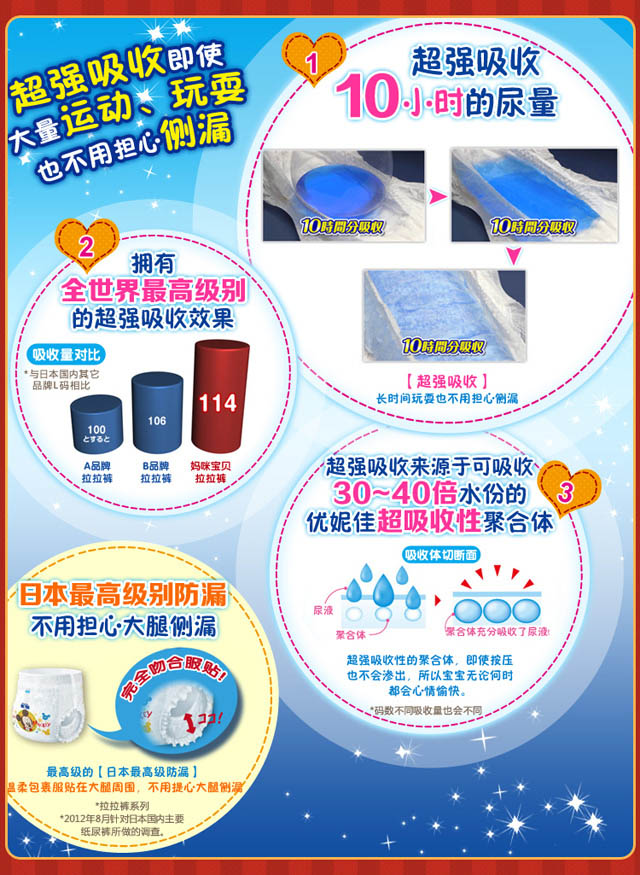 超强吸收即使
大量运动、玩耍
也不用担心侧漏
1
超强吸收
10小时的尿量
10時間分吸収
10時間分吸収
10時間分吸収
【超强吸收】
长时间玩耍也不用担心侧漏
2
拥有
全世界最高级别
的超强吸收效果
吸收量对比
*与日本国内其它
品牌L码相比
100
とすると
106
114
A品牌
拉拉裤
B品牌
拉拉裤
妈咪宝贝
拉拉裤
3
超强吸收来源于可吸收
30~40倍水份的
优妮佳超吸收性聚合体
吸收体切断面
尿液
聚合体
聚合体充分吸收了尿液!
超强吸收性的聚合体，即使按压
也不会渗出，所以宝宝无论何时
都会心情愉快。
*码数不同吸收量也会不同
日本最高级别防漏
不用担心大腿侧漏
完全吻合服贴!
ココ!
最高级的【日本最高级防漏】
温柔包裹服贴在大腿周围，不用提心大腿侧漏
*拉拉裤系列
*2012年8月针对日本国内主要
纸尿裤所做的调查。